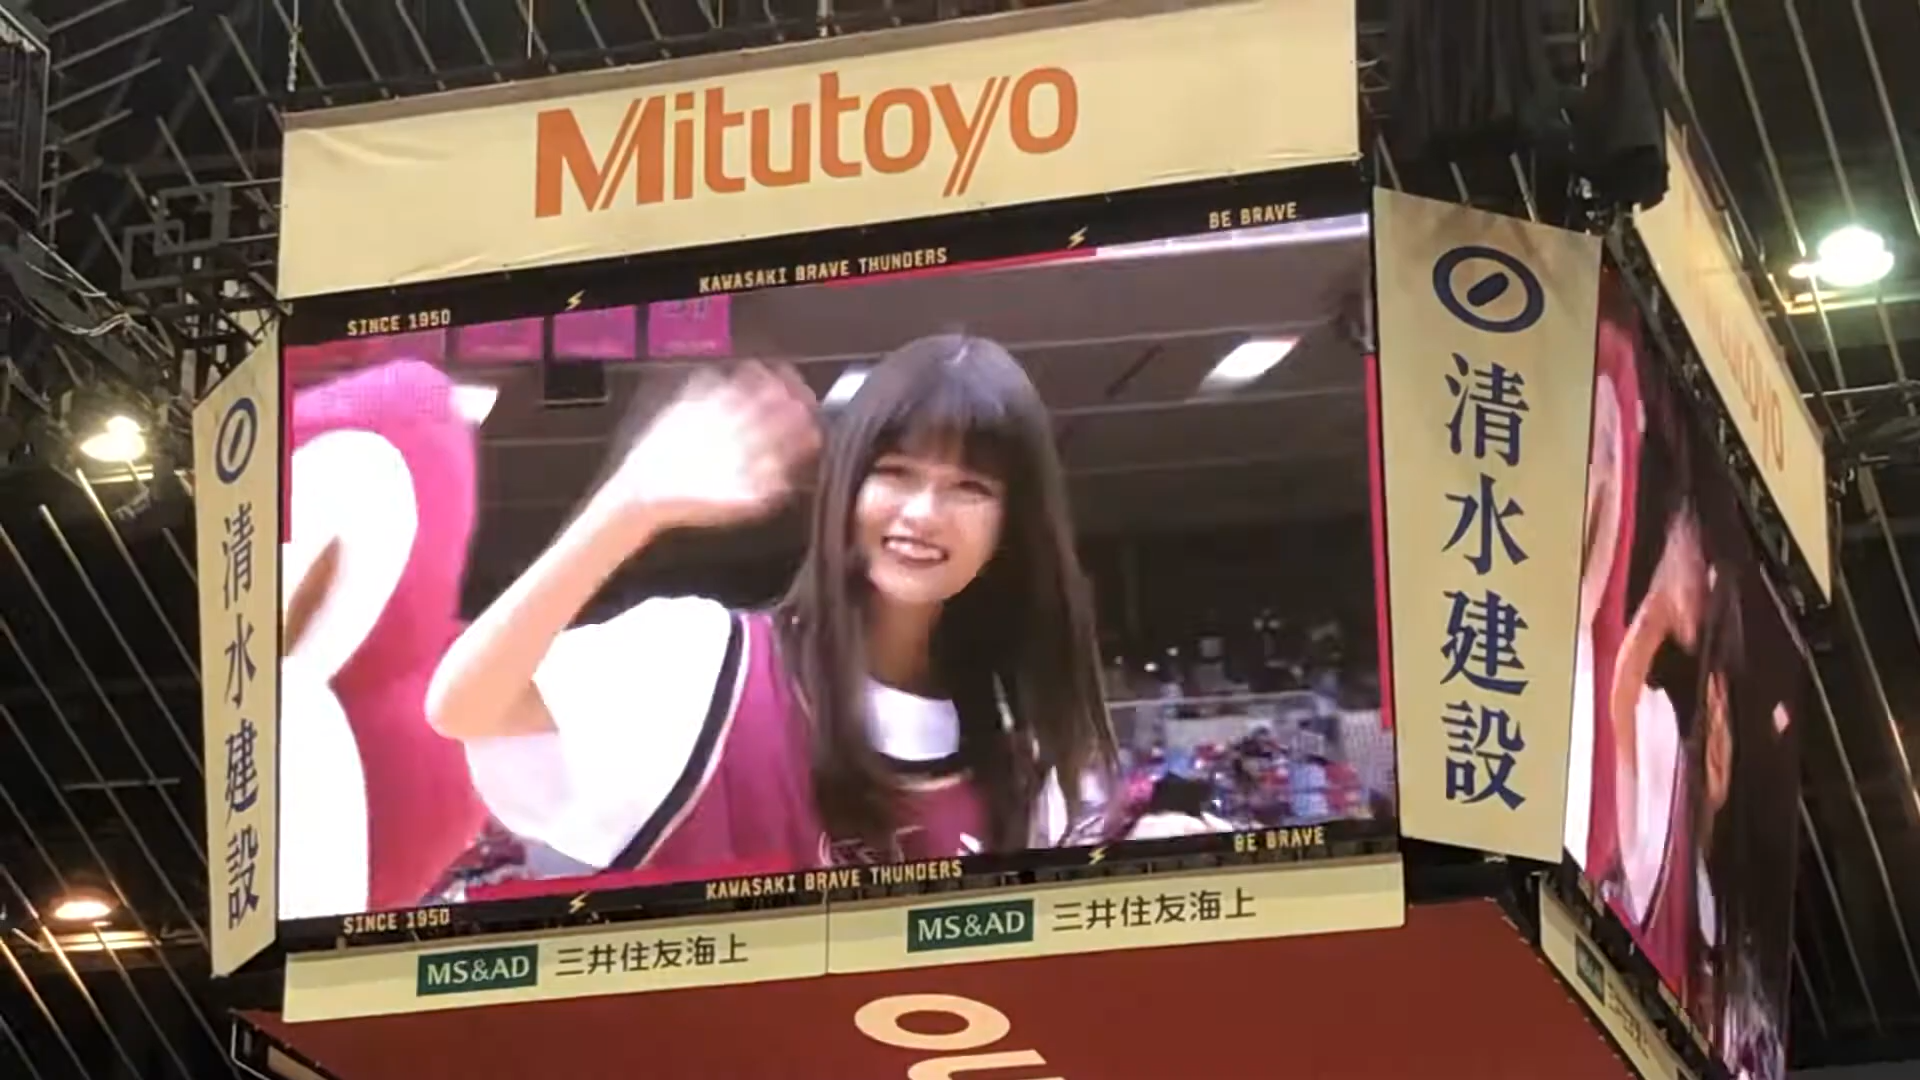 Mitutoyo
SINCE 1950
KAWASAKI BRAVE THUNDERS
BE BRAVE
清水建設
清水建設
Mitutoyo
SINCE 1950
KAWASAKI BRAVE THUNDERS
BE BRAVE
MS&AD 三井住友海上
MS&AD 三井住友海上